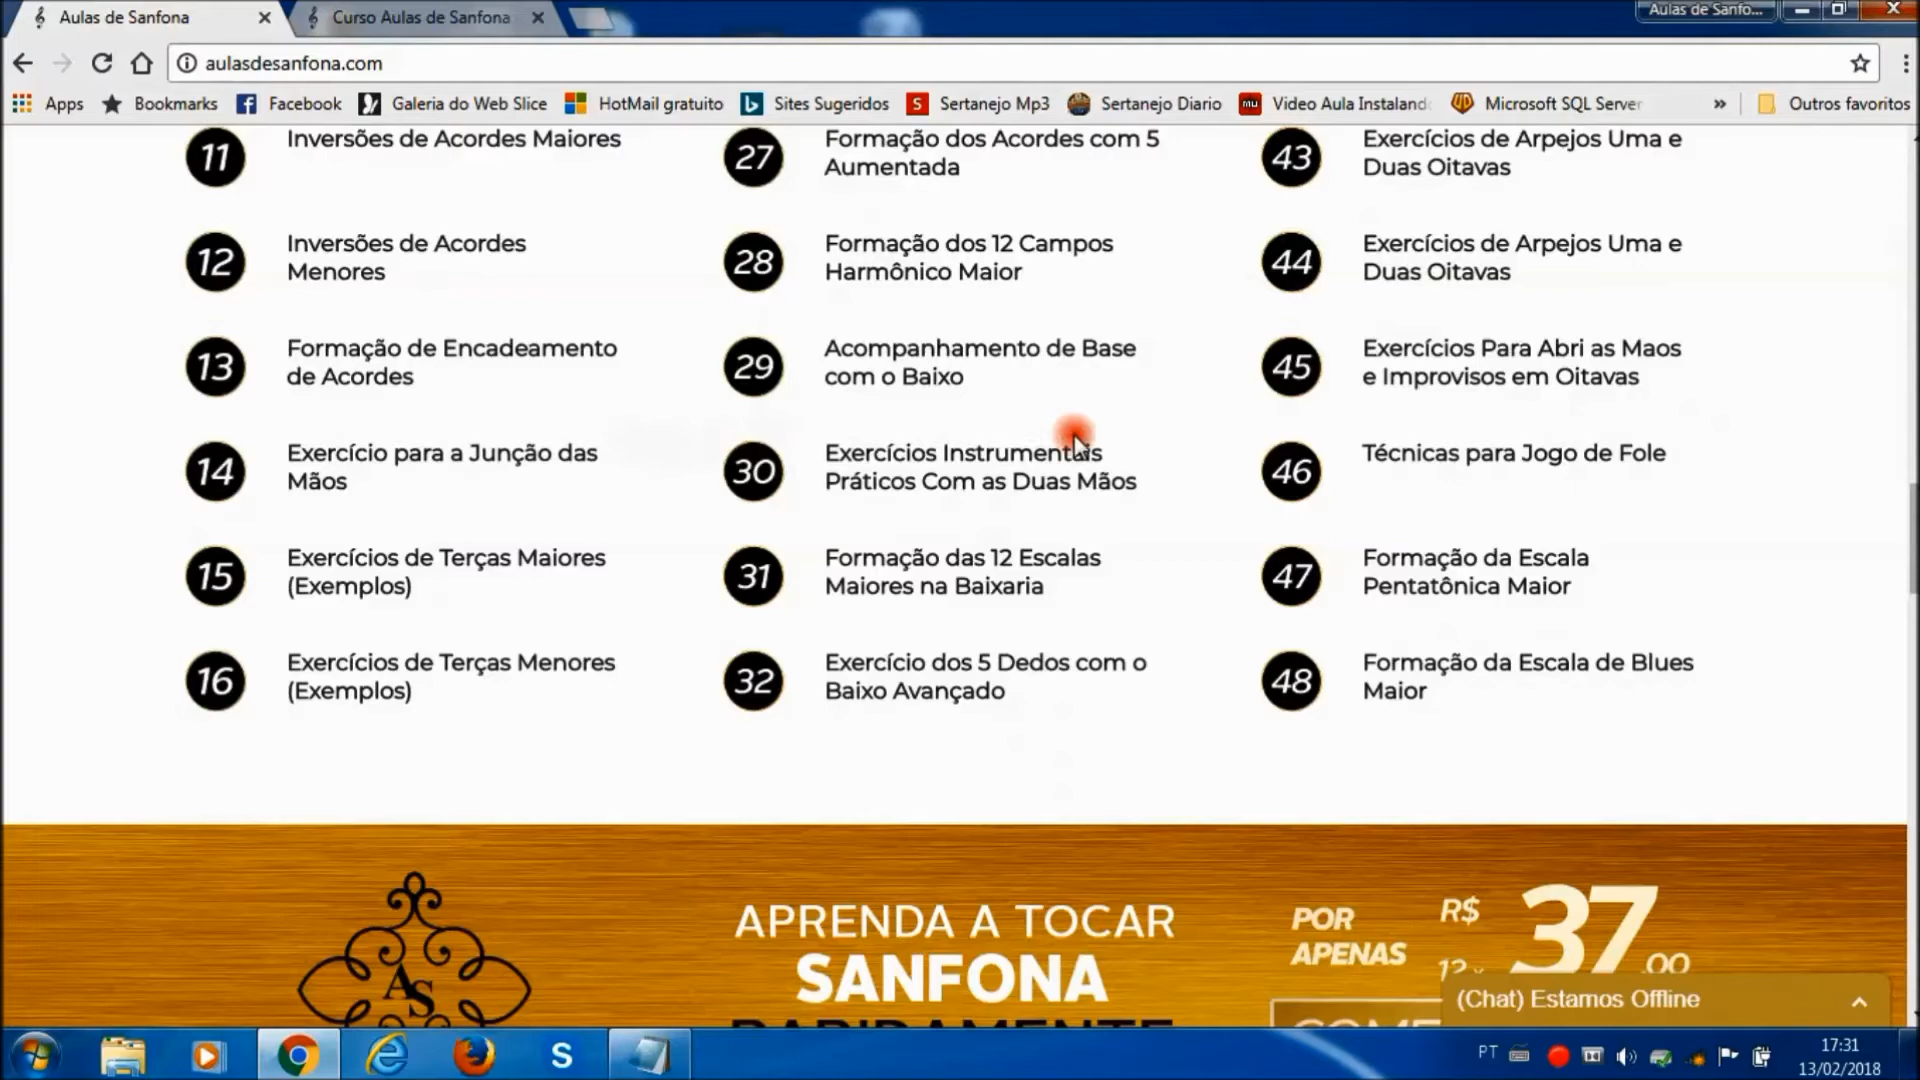 Aulas de Sanfona
Curso Aulas de Sanfona
Aulas de Sanfo...
aulasdesanfona.com
Apps
Bookmarks
Facebook
Galeria do Web Slice
HotMail gratuito
Sites Sugeridos
Sertanejo Mp3
Sertanejo Diario
Video Aula Instaland
Microsoft SQL Server
»
Outros favoritos
11
Inversões de Acordes Maiores
12
Inversões de Acordes
Menores
13
Formação de Encadeamento
de Acordes
14
Exercício para a Junção das
Mãos
15
Exercícios de Terças Maiores
(Exemplos)
16
Exercícios de Terças Menores
(Exemplos)
27
Formação dos Acordes com 5
Aumentada
28
Formação dos 12 Campos
Harmônico Maior
29
Acompanhamento de Base
com o Baixo
30
Exercícios Instrumentais
Práticos Com as Duas Mãos
31
Formação das 12 Escalas
Maiores na Baixaria
32
Exercício dos 5 Dedos com o
Baixo Avançado
43
Exercícios de Arpejos Uma e
Duas Oitavas
44
Exercícios de Arpejos Uma e
Duas Oitavas
45
Exercícios Para Abri as Maos
e Improvisos em Oitavas
46
Técnicas para Jogo de Fole
47
Formação da Escala
Pentatônica Maior
48
Formação da Escala de Blues
Maior
AS
APRENDA A TOCAR
SANFONA
RAPIDAMENTE
POR
APENAS
R$
12x
37,00
(Chat) Estamos Offline
PT
17:31
13/02/2018